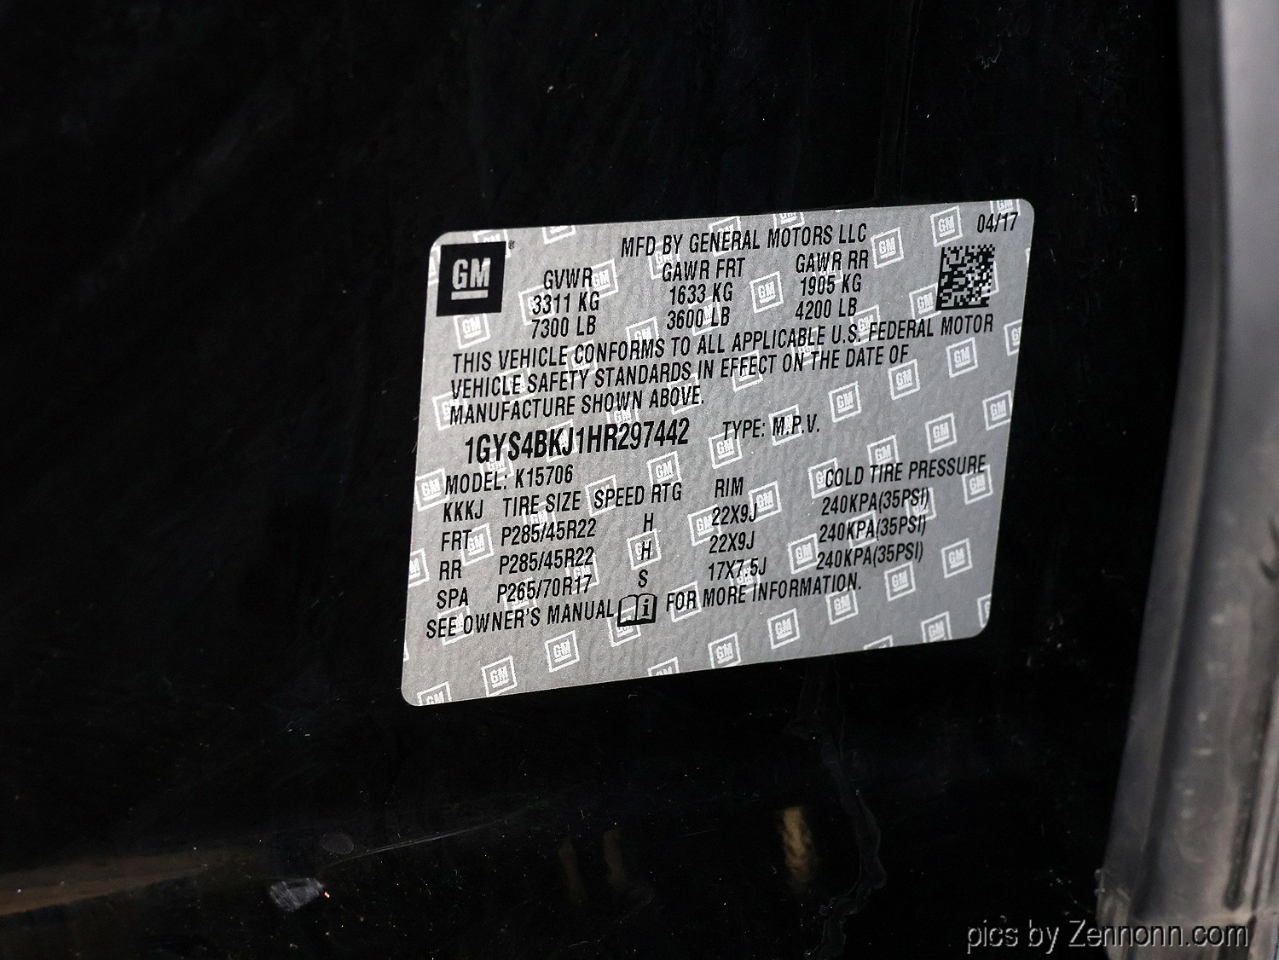 GM
MFD BY GENERAL MOTORS LLC 04/17
GVWR GAWR FRT GAWR RR
3311 KG 1633 KG 1905 KG
7300 LB 3600 LB 4200 LB
THIS VEHICLE CONFORMS TO ALL APPLICABLE U.S. FEDERAL MOTOR
VEHICLE SAFETY STANDARDS IN EFFECT ON THE DATE OF
MANUFACTURE SHOWN ABOVE.
1GYS4BKJ1HR297442 TYPE: M.P.V.
MODEL: K15706
KKKJ TIRE SIZE SPEED RTG RIM COLD TIRE PRESSURE
FRT P285/45R22 H 22X9J 240KPA(35PSI)
RR P285/45R22 H 22X9J 240KPA(35PSI)
SPA P265/70R17 S 17X7.5J 240KPA(35PSI)
SEE OWNER'S MANUAL FOR MORE INFORMATION.
pics by Zennonn.com